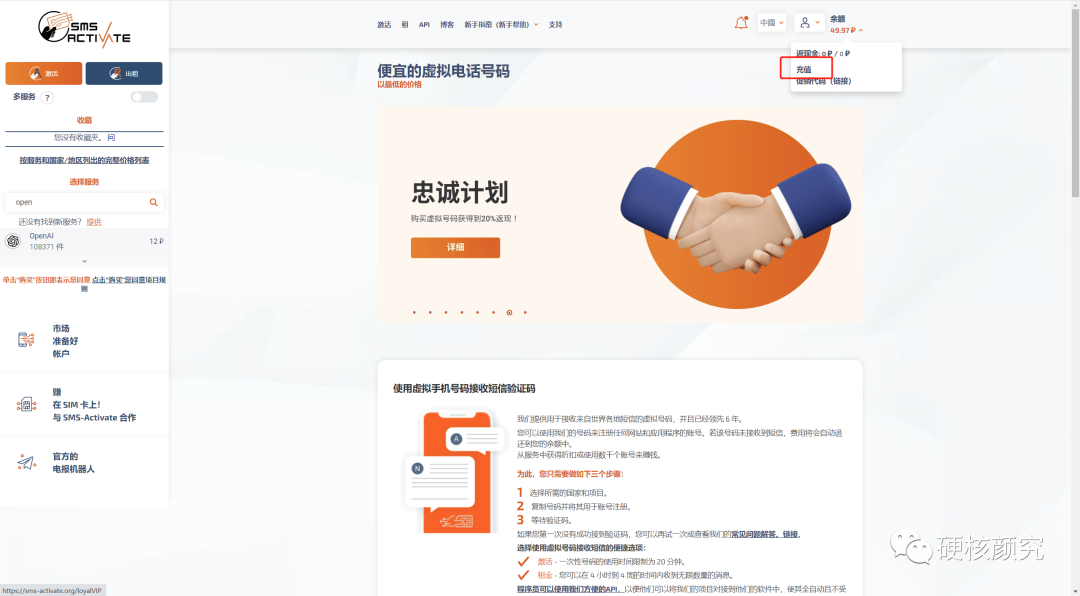 SMS
ACTIVATE
激活
出租
多服务 ?
收藏
您没有收藏夹。 问
按服务和国家/地区列出的完整价格列表
选择服务
open
还没有找到新服务? 提供
OpenAI
108371 件
12 ₽
单击"购买"按钮即表示您同意 点击"购买"您同意项目规
则
市场
准备好
帐户
赚
在 SIM 卡上!
与 SMS-Activate 合作
官方的
电报机器人
https://sms-activate.org/loyalVIP
激活 租 API 博客 新手指南 (新手帮助) 支持
中國
余额
49.97 ₽
返现金: 0 ₽ / 0 ₽
充值
促销代码 (链接)
便宜的虚拟电话号码
以最低的价格
忠诚计划
购买虚拟号码获得到20%返现!
详细
使用虚拟手机号码接收短信验证码
A
N
我们提供用于接收来自世界各地短信的虚拟号码,并且已经领先 6 年。
您可以使用我们的号码来注册任何网站和应用程序的账号。若该号码未接收到短信,费用将会自动退
还到您的余额中。
从服务中获得折扣或使用数千个账号来赚钱。
为此,您只需要做如下三个步骤:
1 选择所需的国家和项目。
2 复制号码并将其用于账号注册。
3 等待验证码。
如果您第一次没有成功接到验证码,您可以再试一次或查看我们的常见问题解答、链接。
选择使用虚拟号码接收短信的便捷选项:
激活 - 一次性号码的使用时间限制为 20 分钟。
租金 - 您可以在 4 小时到 4 周的时间内收到无限数量的消息。
程序员可以使用我们方便的API,以便他们可以将我们的项目对接到他们的软件中,使其全自动且不受
硬核颜究